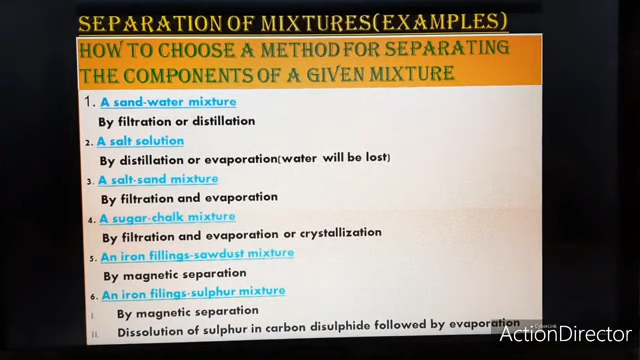 SEPARATION OF MIXTURES(EXAMPLES)
HOW TO CHOOSE A METHOD FOR SEPARATING
THE COMPONENTS OF A GIVEN MIXTURE
1. A sand-water mixture
By filtration or distillation
2. A salt solution
By distillation or evaporation(water will be lost)
3. A salt-sand mixture
By filtration and evaporation
4. A sugar-chalk mixture
By filtration and evaporation or crystallization
5. An iron fillings-sawdust mixture
By magnetic separation
6. An iron filings-sulphur mixture
i. By magnetic separation
ii. Dissolution of sulphur in carbon disulphide followed by evaporation
CyberLink
ActionDirector